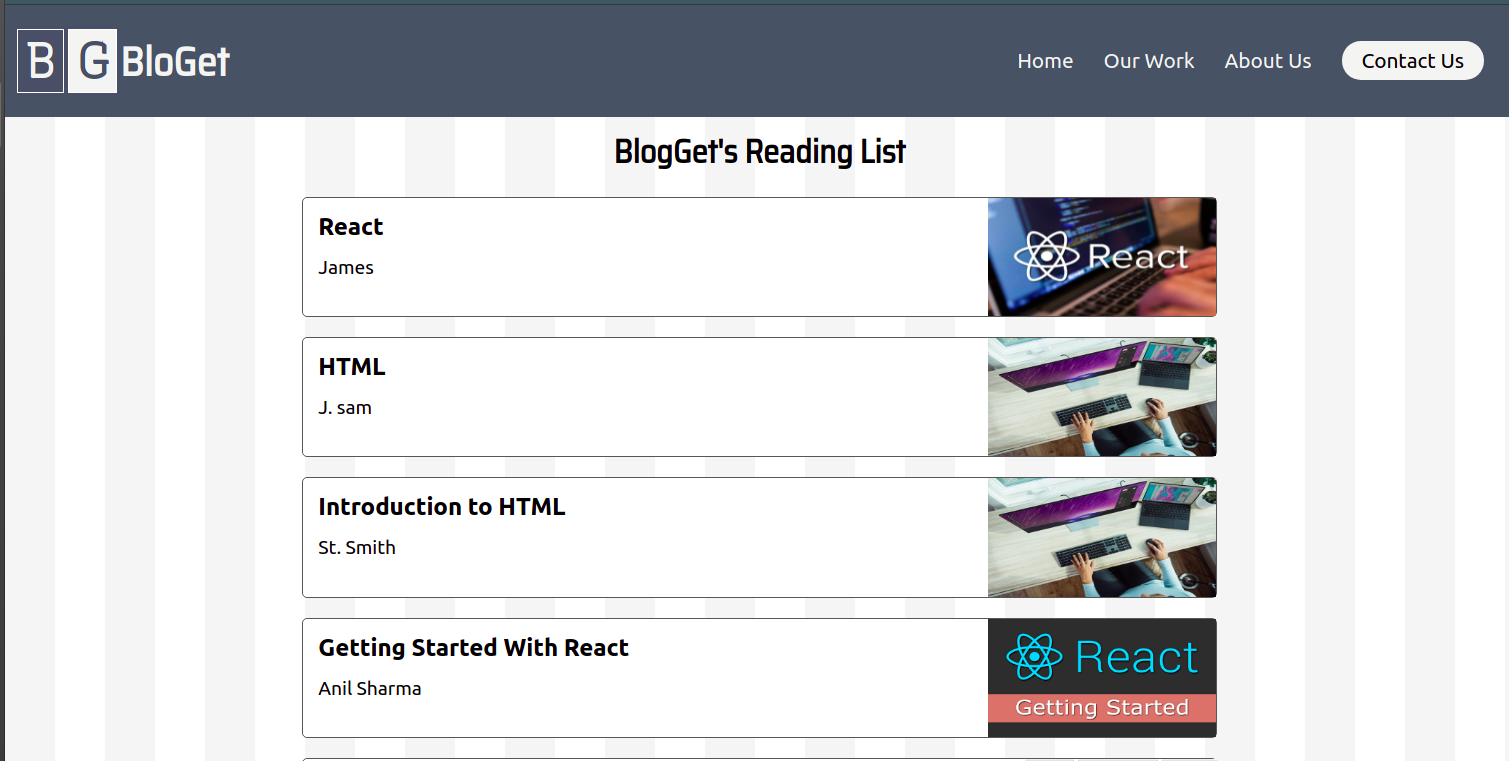 B G BloGet
Home Our Work About Us Contact Us
BlogGet's Reading List
React
James
React
HTML
J. sam
Introduction to HTML
St. Smith
Getting Started With React
Anil Sharma
React
Getting Started